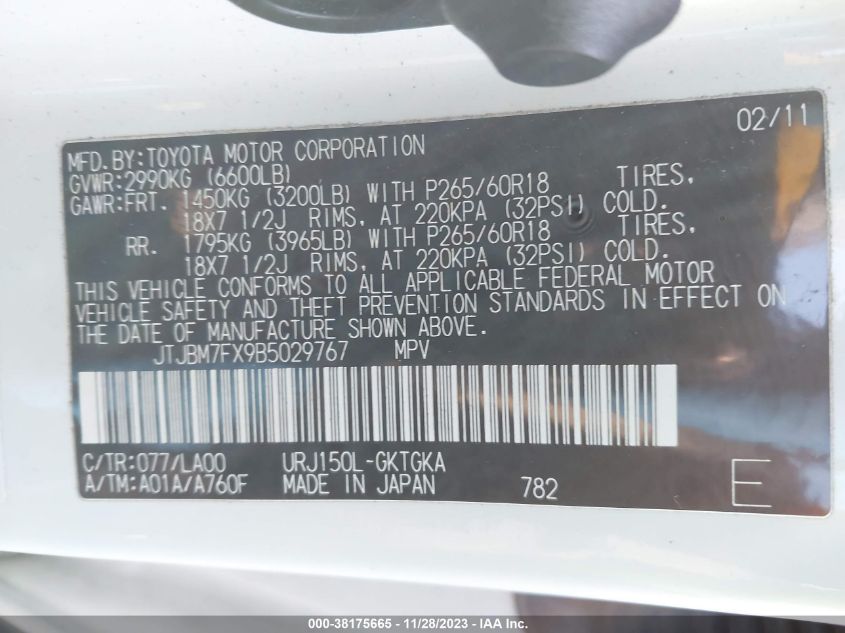 02/11
MFD.BY:TOYOTA MOTOR CORPORATION
GVWR:2990KG (6600LB)
GAWR:FRT. 1450KG (3200LB) WITH P265/60R18 TIRES,
18X7 1/2J RIMS, AT 220KPA (32PSI) COLD.
RR. 1795KG (3965LB) WITH P265/60R18 TIRES,
18X7 1/2J RIMS, AT 220KPA (32PSI) COLD.
THIS VEHICLE CONFORMS TO ALL APPLICABLE FEDERAL MOTOR
VEHICLE SAFETY AND THEFT PREVENTION STANDARDS IN EFFECT ON
THE DATE OF MANUFACTURE SHOWN ABOVE.
JTJBM7FX9B5029767 MPV
C/TR:077/LA00 URJ150L-GKTGKA
A/TM:A01A/A760F MADE IN JAPAN 782 E
000-38175665 - 11/28/2023 - IAA Inc.